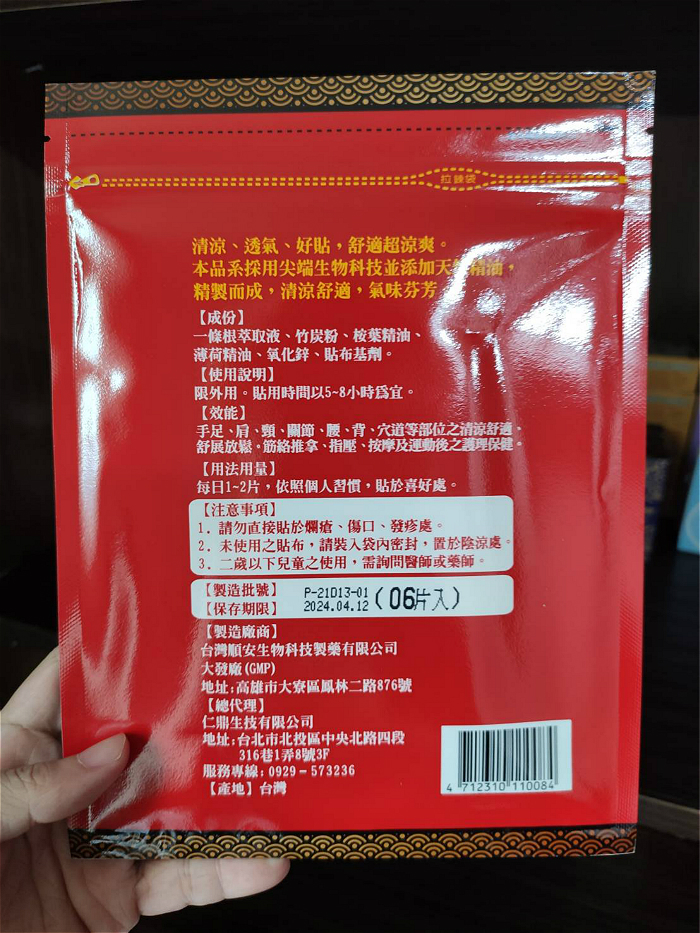 拉鍊袋
清涼、透氣、好貼，舒適超涼爽。
本品系採用尖端生物科技並添加天然精油，
精製而成，清涼舒適，氣味芬芳
【成份】
一條根萃取液、竹炭粉、桉葉精油、
薄荷精油、氧化鋅、貼布基劑。
【使用說明】
限外用。貼用時間以5~8小時爲宜。
【效能】
手足、肩、頸、關節、腰、背、穴道等部位之清涼舒適、
舒展放鬆。筋絡推拿、指壓、按摩及運動後之護理保健。
【用法用量】
每日1~2片，依照個人習慣，貼於喜好處。
【注意事項】
1. 請勿直接貼於爛瘡、傷口、發疹處。
2. 未使用之貼布，請裝入袋內密封，置於陰涼處。
3. 二歲以下兒童之使用，需詢問醫師或藥師。
【製造批號】 P-21D13-01
【保存期限】 2024.04.12 (06片入)
【製造廠商】
台灣順安生物科技製藥有限公司
大發廠(GMP)
地址:高雄市大寮區鳳林二路876號
【總代理】
仁鼎生技有限公司
地址:台北市北投區中央北路四段
316巷1弄8號3F
服務專線:0929-573236
【產地】台灣
4 712310 110084